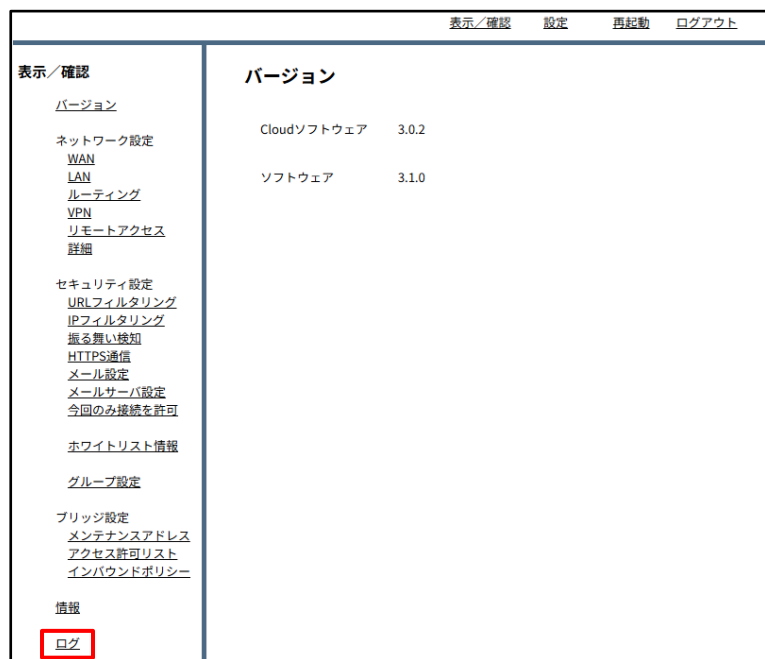 表示／確認 設定 再起動 ログアウト
表示／確認
バージョン
ネットワーク設定
WAN
LAN
ルーティング
VPN
リモートアクセス
詳細
セキュリティ設定
URLフィルタリング
IPフィルタリング
振る舞い検知
HTTPS通信
メール設定
メールサーバ設定
今回のみ接続を許可
ホワイトリスト情報
グループ設定
ブリッジ設定
メンテナンスアドレス
アクセス許可リスト
インバウンドポリシー
情報
ログ
バージョン
Cloudソフトウェア 3.0.2
ソフトウェア 3.1.0